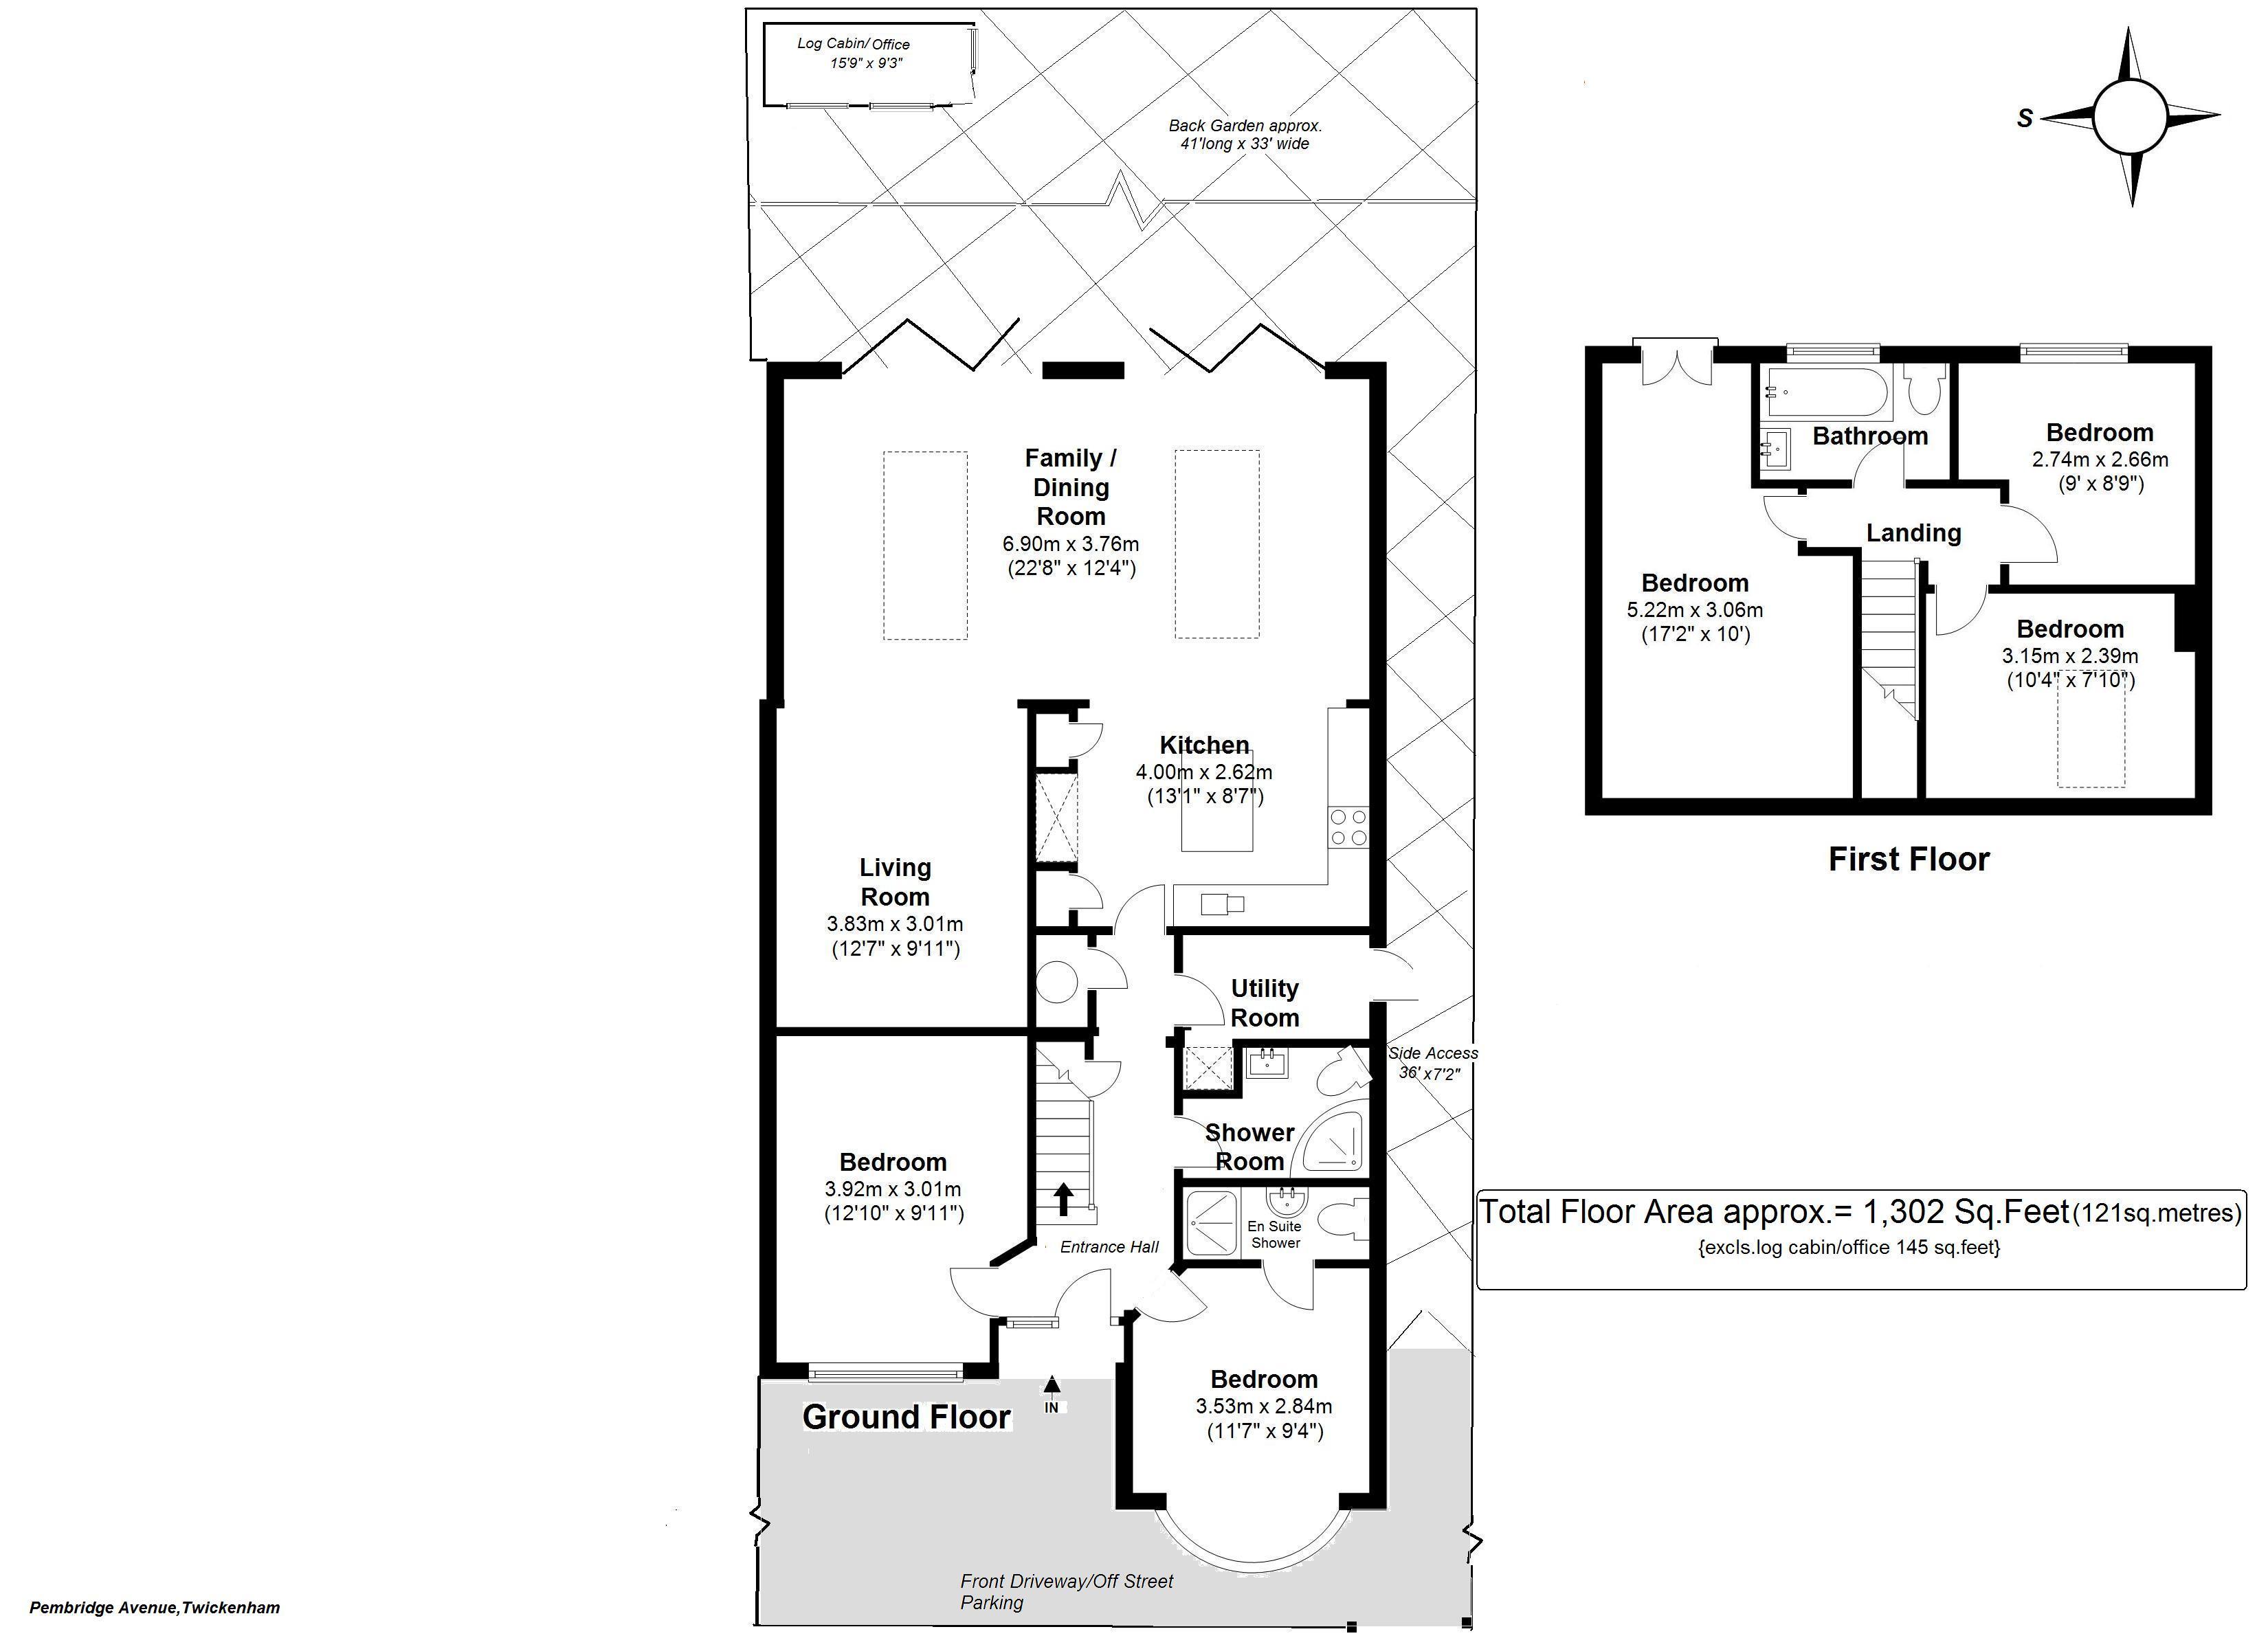 Log Cabin/Office
15'9" x 9'3"
Back Garden approx.
41'long x 33' wide
S
Family /
Dining
Room
6.90m x 3.76m
(22'8" x 12'4")
Kitchen
4.00m x 2.62m
(13'1" x 8'7")
Living
Room
3.83m x 3.01m
(12'7" x 9'11")
Utility
Room
Side Access
36' x7'2"
Shower
Room
Bedroom
3.92m x 3.01m
(12'10" x 9'11")
En Suite
Shower
Entrance Hall
Bedroom
3.53m x 2.84m
(11'7" x 9'4")
IN
Ground Floor
Front Driveway/Off Street
Parking
Bathroom
Bedroom
2.74m x 2.66m
(9' x 8'9")
Landing
Bedroom
5.22m x 3.06m
(17'2" x 10')
Bedroom
3.15m x 2.39m
(10'4" x 7'10")
First Floor
Total Floor Area approx.= 1,302 Sq.Feet(121sq.metres)
{excls.log cabin/office 145 sq.feet}
Pembridge Avenue,Twickenham